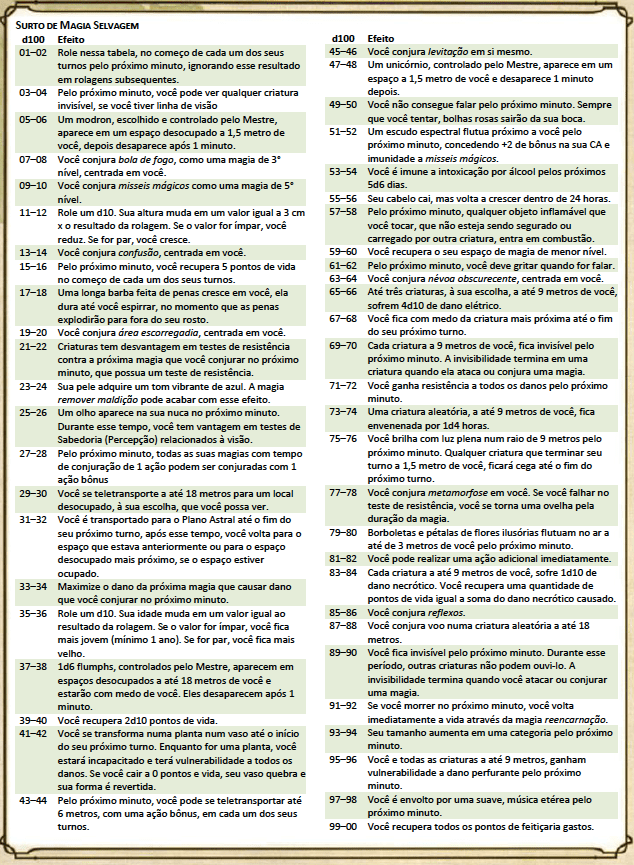 SURTO DE MAGIA SELVAGEM
d100 Efeito
01–02 Role nessa tabela, no começo de cada um dos seus
turnos pelo próximo minuto, ignorando esse resultado
em rolagens subsequentes.
03–04 Pelo próximo minuto, você pode ver qualquer criatura
invisível, se você tiver linha de visão
05–06 Um modron, escolhido e controlado pelo Mestre,
aparece em um espaço desocupado a 1,5 metro de
você, depois desaparece após 1 minuto.
07–08 Você conjura bola de fogo, como uma magia de 3°
nível, centrada em você.
09–10 Você conjura misseis mágicos como uma magia de 5°
nível.
11–12 Role um d10. Sua altura muda em um valor igual a 3 cm
x o resultado da rolagem. Se o valor for ímpar, você
reduz. Se for par, você cresce.
13–14 Você conjura confusão, centrada em você.
15–16 Pelo próximo minuto, você recupera 5 pontos de vida
no começo de cada um dos seus turnos.
17–18 Uma longa barba feita de penas cresce em você, ela
dura até você espirrar, no momento que as penas
explodirão para fora do seu rosto.
19–20 Você conjura área escorregadia, centrada em você.
21–22 Criaturas tem desvantagem em testes de resistência
contra a próxima magia que você conjurar no próximo
minuto, que possua um teste de resistência.
23–24 Sua pele adquire um tom vibrante de azul. A magia
remover maldição pode acabar com esse efeito.
25–26 Um olho aparece na sua nuca no próximo minuto.
Durante esse tempo, você tem vantagem em testes de
Sabedoria (Percepção) relacionados à visão.
27–28 Pelo próximo minuto, todas as suas magias com tempo
de conjuração de 1 ação podem ser conjuradas com 1
ação bônus
29–30 Você se teletransporte a até 18 metros para um local
desocupado, à sua escolha, que você possa ver.
31–32 Você é transportado para o Plano Astral até o fim do
seu próximo turno, após esse tempo, você volta para o
espaço que estava anteriormente ou para o espaço
desocupado mais próximo, se o espaço estiver
ocupado.
33–34 Maximize o dano da próxima magia que causar dano
que você conjurar no próximo minuto.
35–36 Role um d10. Sua idade muda em um valor igual ao
resultado da rolagem. Se o valor for ímpar, você fica
mais jovem (mínimo 1 ano). Se for par, você fica mais
velho.
37–38 1d6 flumphs, controlados pelo Mestre, aparecem em
espaços desocupados a até 18 metros de você e
estarão com medo de você. Eles desaparecem após 1
minuto.
39–40 Você recupera 2d10 pontos de vida.
41–42 Você se transforma numa planta num vaso até o início
do seu próximo turno. Enquanto for uma planta, você
estará incapacitado e terá vulnerabilidade a todos os
danos. Se você cair a 0 pontos e vida, seu vaso quebra e
sua forma é revertida.
43–44 Pelo próximo minuto, você pode se teletransportar até
6 metros, com uma ação bônus, em cada um dos seus
turnos.
d100 Efeito
45–46 Você conjura levitação em si mesmo.
47–48 Um unicórnio, controlado pelo Mestre, aparece em um
espaço a 1,5 metro de você e desaparece 1 minuto
depois.
49–50 Você não consegue falar pelo próximo minuto. Sempre
que você tentar, bolhas rosas sairão da sua boca.
51–52 Um escudo espectral flutua próximo a você pelo
próximo minuto, concedendo +2 de bônus na sua CA e
imunidade a misseis mágicos.
53–54 Você é imune a intoxicação por álcool pelos próximos
5d6 dias.
55–56 Seu cabelo cai, mas volta a crescer dentro de 24 horas.
57–58 Pelo próximo minuto, qualquer objeto inflamável que
você tocar, que não esteja sendo segurado ou
carregado por outra criatura, entra em combustão.
59–60 Você recupera o seu espaço de magia de menor nível.
61–62 Pelo próximo minuto, você deve gritar quando for falar.
63–64 Você conjura névoa obscurecente, centrada em você.
65–66 Até três criaturas, à sua escolha, a até 9 metros de você,
sofrem 4d10 de dano elétrico.
67–68 Você fica com medo da criatura mais próxima até o fim
do seu próximo turno.
69–70 Cada criatura a 9 metros de você, fica invisível pelo
próximo minuto. A invisibilidade termina em uma
criatura quando ela ataca ou conjura uma magia.
71–72 Você ganha resistência a todos os danos pelo próximo
minuto.
73–74 Uma criatura aleatória, a até 9 metros de você, fica
envenenada por 1d4 horas.
75–76 Você brilha com luz plena num raio de 9 metros pelo
próximo minuto. Qualquer criatura que terminar seu
turno a 1,5 metro de você, ficará cega até o fim do
próximo turno.
77–78 Você conjura metamorfose em você. Se você falhar no
teste de resistência, você se torna uma ovelha pela
duração da magia.
79–80 Borboletas e pétalas de flores ilusórias flutuam no ar a
até de 3 metros de você pelo próximo minuto.
81–82 Você pode realizar uma ação adicional imediatamente.
83–84 Cada criatura a até 9 metros de você, sofre 1d10 de
dano necrótico. Você recupera uma quantidade de
pontos de vida igual a soma do dano necrótico causado.
85–86 Você conjura reflexos.
87–88 Você conjura voo numa criatura aleatória a até 18
metros.
89–90 Você fica invisível pelo próximo minuto. Durante esse
período, outras criaturas não podem ouvi-lo. A
invisibilidade termina quando você atacar ou conjurar
uma magia.
91–92 Se você morrer no próximo minuto, você volta
imediatamente a vida através da magia reencarnação.
93–94 Seu tamanho aumenta em uma categoria pelo próximo
minuto.
95–96 Você e todas as criaturas a até 9 metros, ganham
vulnerabilidade a dano perfurante pelo próximo
minuto.
97–98 Você é envolto por uma suave, música etérea pelo
próximo minuto.
99–00 Você recupera todos os pontos de feitiçaria gastos.